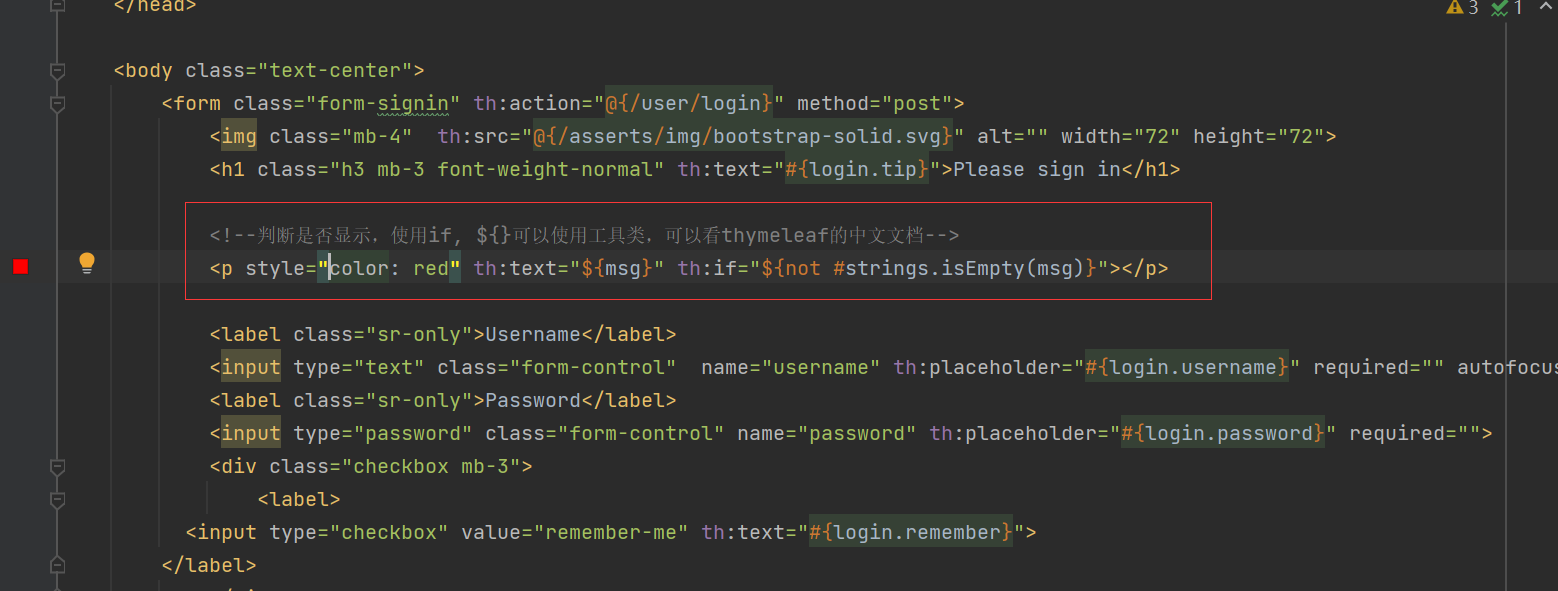 </head>
3 1
<body class="text-center">
<form class="form-signin" th:action="@{/user/login}" method="post">
<img class="mb-4"  th:src="@{/asserts/img/bootstrap-solid.svg}" alt="" width="72" height="72">
<h1 class="h3 mb-3 font-weight-normal" th:text="#{login.tip}">Please sign in</h1>
<!--判断是否显示，使用if, ${}可以使用工具类，可以看thymeleaf的中文文档-->
<p style="color: red" th:text="${msg}" th:if="${not #strings.isEmpty(msg)}"></p>
<label class="sr-only">Username</label>
<input type="text" class="form-control"  name="username" th:placeholder="#{login.username}" required="" autofocus
<label class="sr-only">Password</label>
<input type="password" class="form-control" name="password" th:placeholder="#{login.password}" required="">
<div class="checkbox mb-3">
<label>
<input type="checkbox" value="remember-me" th:text="#{login.remember}">
</label>